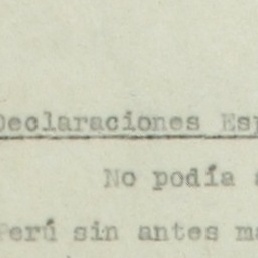 Declaraciones Esp
No podía a
Perú sin antes ma